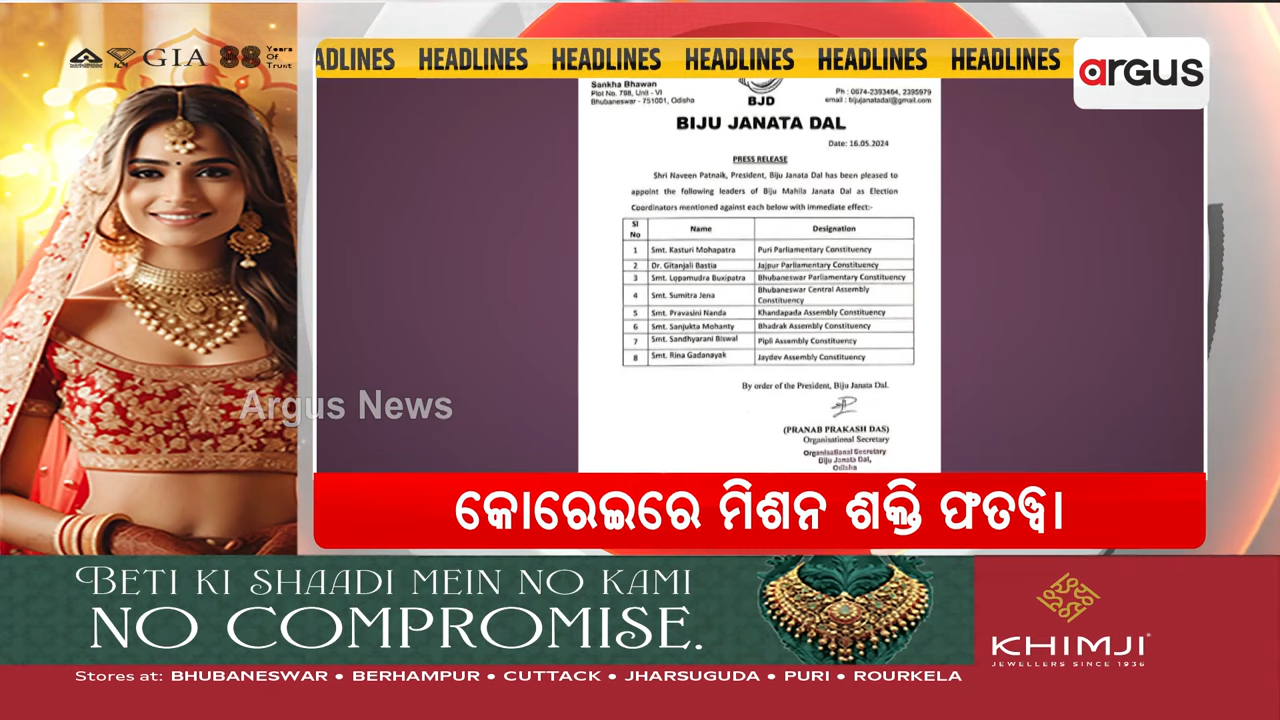 GIA 88 Years Of Trust
ADLINES HEADLINES HEADLINES HEADLINES HEADLINES HEADLINES
argus
Sankha Bhawan
Plot No. 798, Unit - VI
Bhubaneswar - 751001, Odisha
BJD
Ph : 0674-2393464, 2395979
email : bijujanatadal@gmail.com
BIJU JANATA DAL
Date: 16.05.2024
PRESS RELEASE
Shri Naveen Patnaik, President, Biju Janata Dal has been pleased to
appoint the following leaders of Biju Mahila Janata Dal as Election
Coordinators mentioned against each below with immediate effect:-
Sl No Name Designation
1 Smt. Kasturi Mohapatra Puri Parliamentary Constituency
2 Dr. Gitanjali Bastia Jajpur Parliamentary Constituency
3 Smt. Lopamudra Buxipatra Bhubaneswar Parliamentary Constituency
4 Smt. Sumitra Jena Bhubaneswar Central Assembly Constituency
5 Smt. Pravasini Nanda Khandapada Assembly Constituency
6 Smt. Sanjukta Mohanty Bhadrak Assembly Constituency
7 Smt. Sandhyarani Biswal Pipli Assembly Constituency
8 Smt. Rina Gadanayak Jaydev Assembly Constituency
By order of the President, Biju Janata Dal.
(PRANAB PRAKASH DAS)
Organisational Secretary
Organisational Secretary
Biju Janata Dal,
Odisha
Argus News
କୋରେଇରେ ମିଶନ ଶକ୍ତି ଫତୱା
BETI KI SHAADI MEIN NO KAMI
NO COMPROMISE.
KHIMJI
JEWELLERS SINCE 1936
Stores at: BHUBANESWAR • BERHAMPUR • CUTTACK • JHARSUGUDA • PURI • ROURKELA